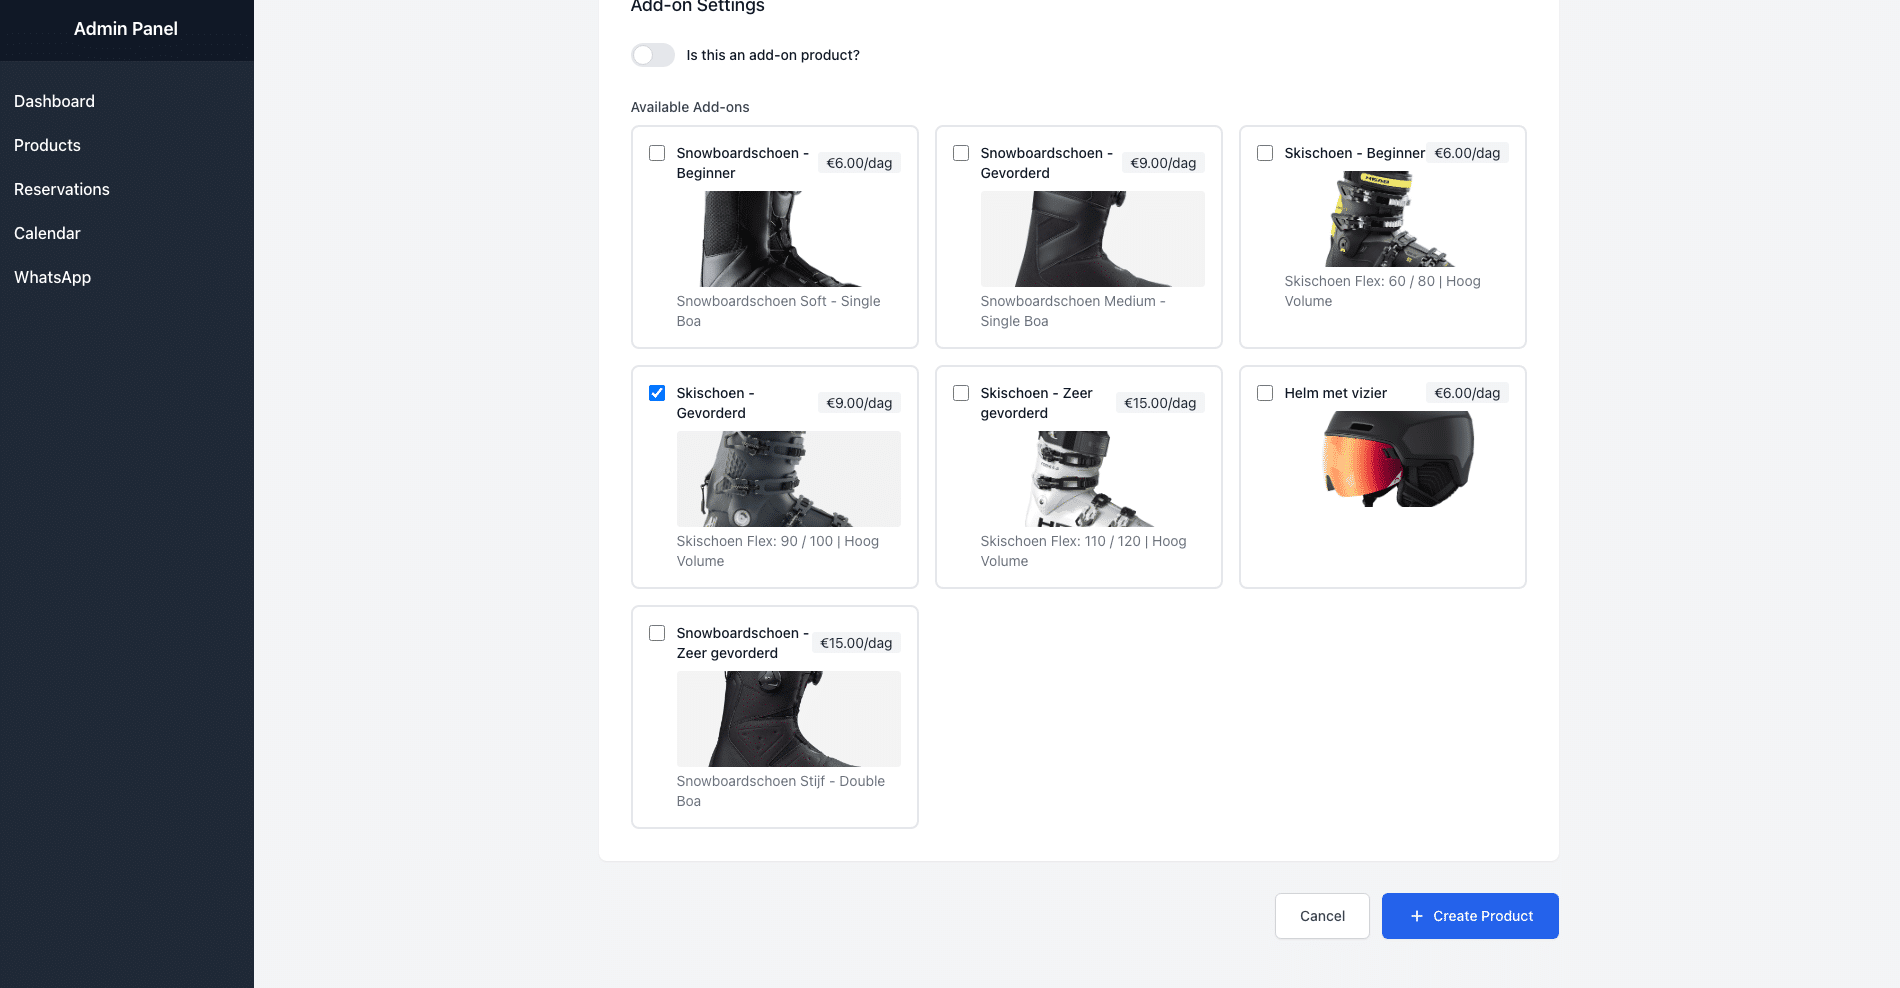 Admin Panel
Dashboard
Products
Reservations
Calendar
WhatsApp
Add-on Settings
Is this an add-on product?
Available Add-ons
Snowboardschoen -
Beginner
€6.00/dag
Snowboardschoen Soft - Single
Boa
Snowboardschoen -
Gevorderd
€9.00/dag
Snowboardschoen Medium -
Single Boa
Skischoen - Beginner
€6.00/dag
HEAD
Skischoen Flex: 60 / 80 | Hoog
Volume
Skischoen -
Gevorderd
€9.00/dag
Skischoen Flex: 90 / 100 | Hoog
Volume
Skischoen - Zeer
gevorderd
€15.00/dag
Skischoen Flex: 110 / 120 | Hoog
Volume
Helm met vizier
€6.00/dag
Snowboardschoen -
Zeer gevorderd
€15.00/dag
Snowboardschoen Stijf - Double
Boa
Cancel
+ Create Product